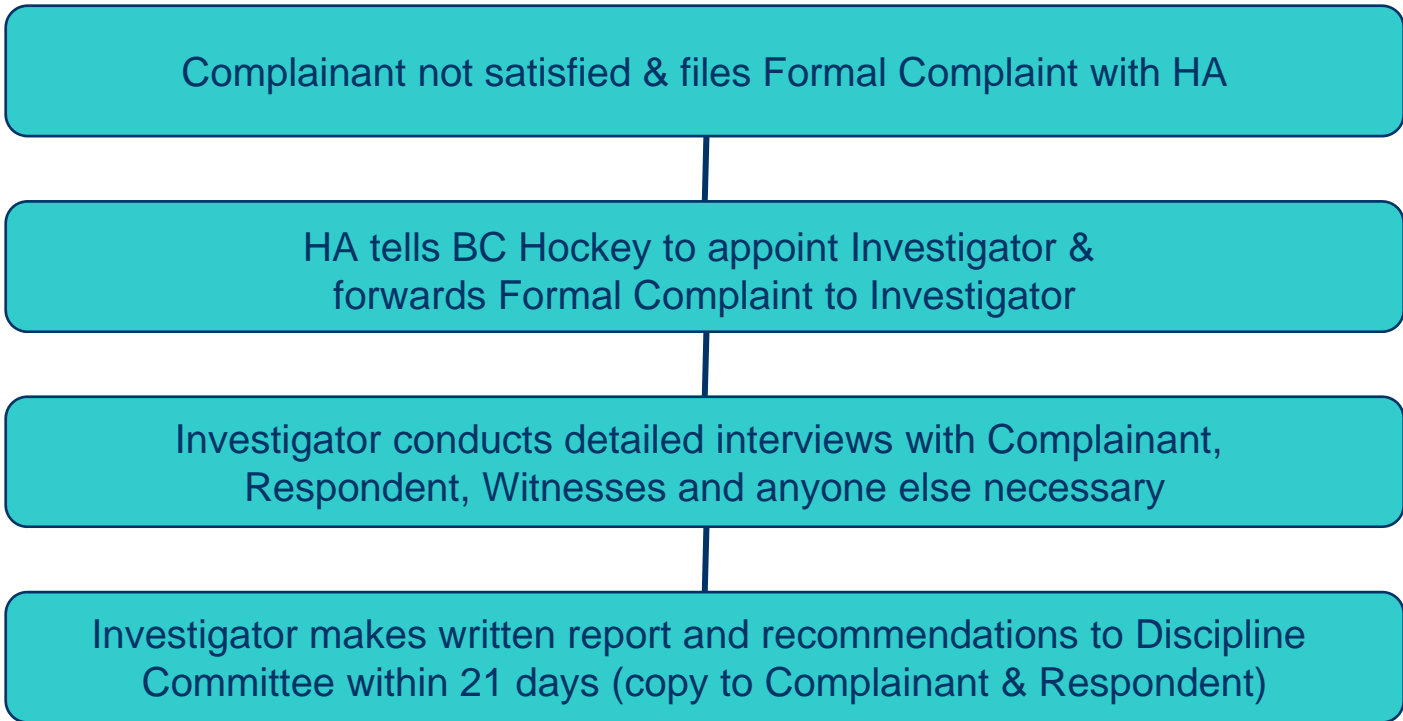 Complainant not satisfied & files Formal Complaint with HA
HA tells BC Hockey to appoint Investigator &
forwards Formal Complaint to Investigator
Investigator conducts detailed interviews with Complainant,
Respondent, Witnesses and anyone else necessary
Investigator makes written report and recommendations to Discipline
Committee within 21 days (copy to Complainant & Respondent)